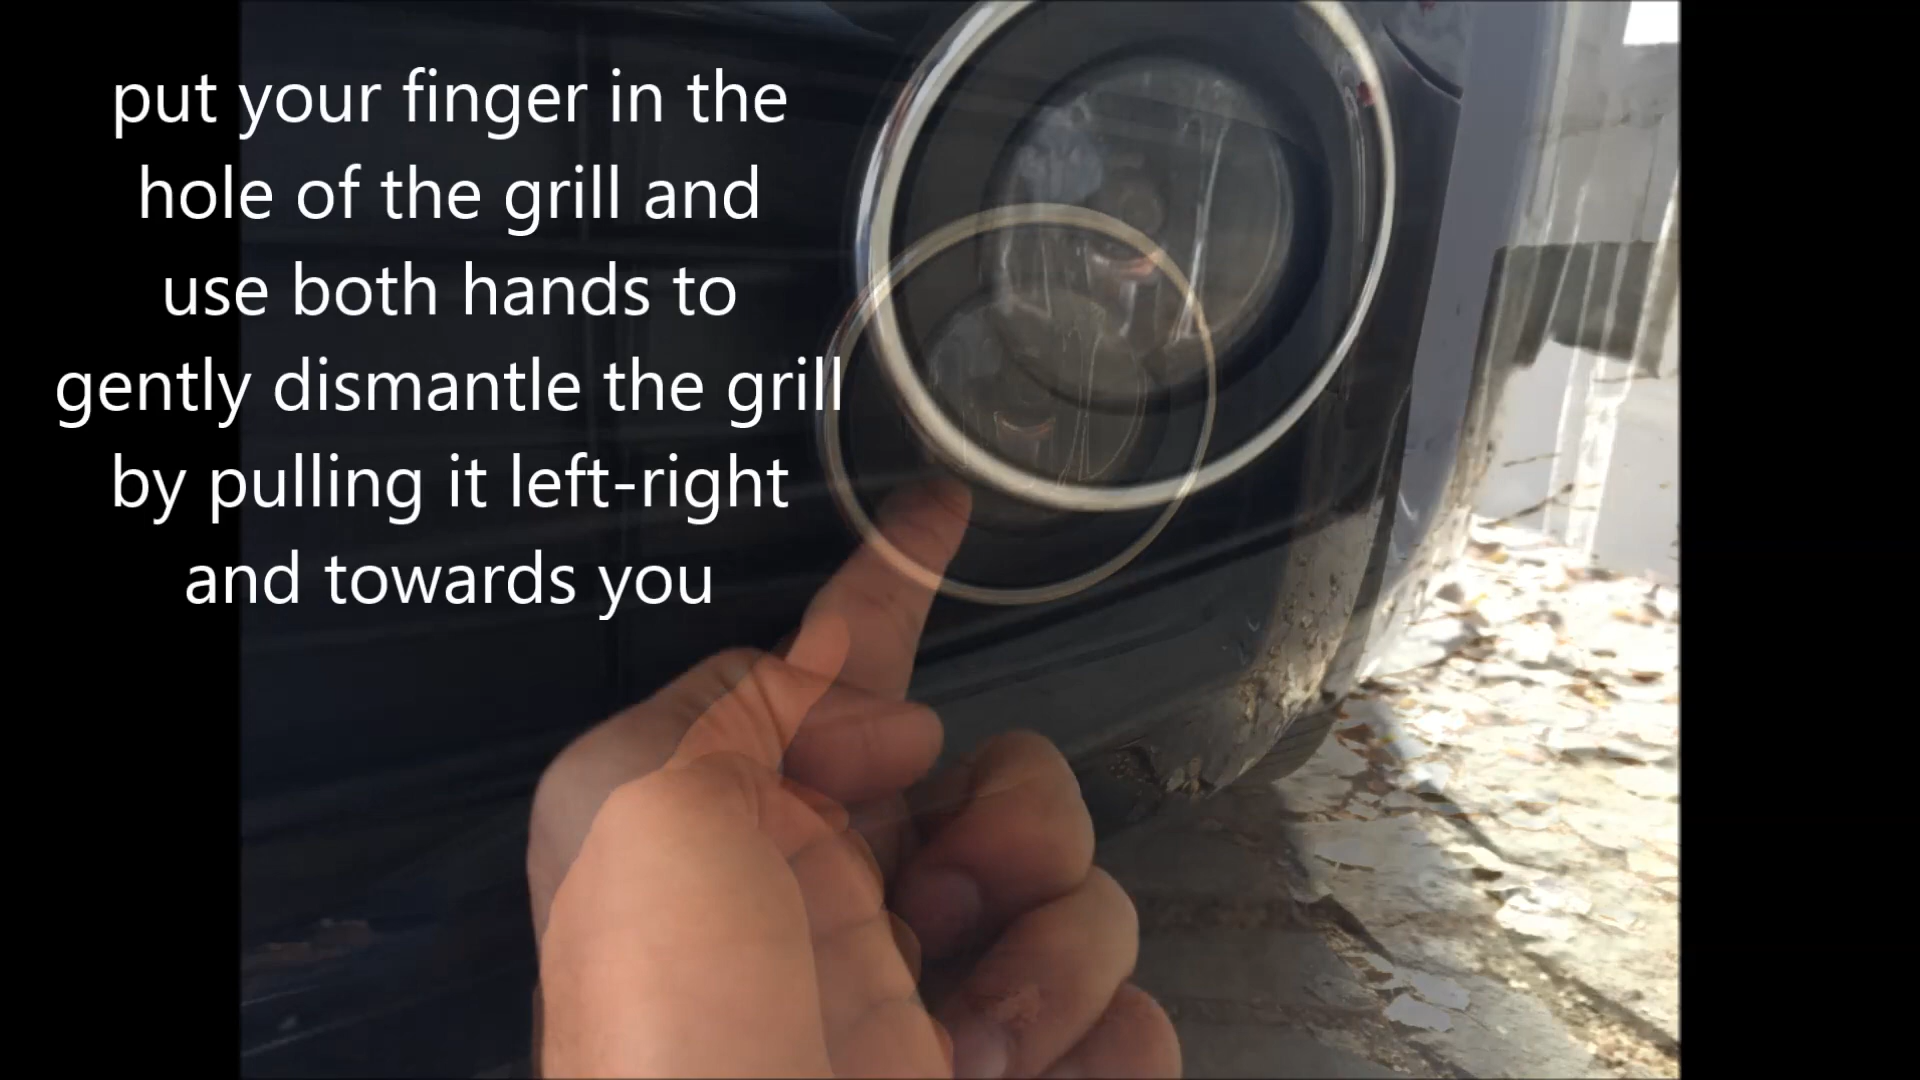 put your finger in the
hole of the grill and
use both hands to
gently dismantle the grill
by pulling it left-right
and towards you